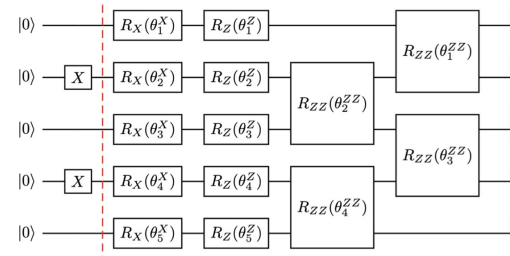 |0⟩ R_X(θ_1^X) R_Z(θ_1^Z)
R_ZZ(θ_1^ZZ)
|0⟩ X R_X(θ_2^X) R_Z(θ_2^Z)
R_ZZ(θ_2^ZZ)
|0⟩ R_X(θ_3^X) R_Z(θ_3^Z)
R_ZZ(θ_3^ZZ)
|0⟩ X R_X(θ_4^X) R_Z(θ_4^Z)
R_ZZ(θ_4^ZZ)
|0⟩ R_X(θ_5^X) R_Z(θ_5^Z)